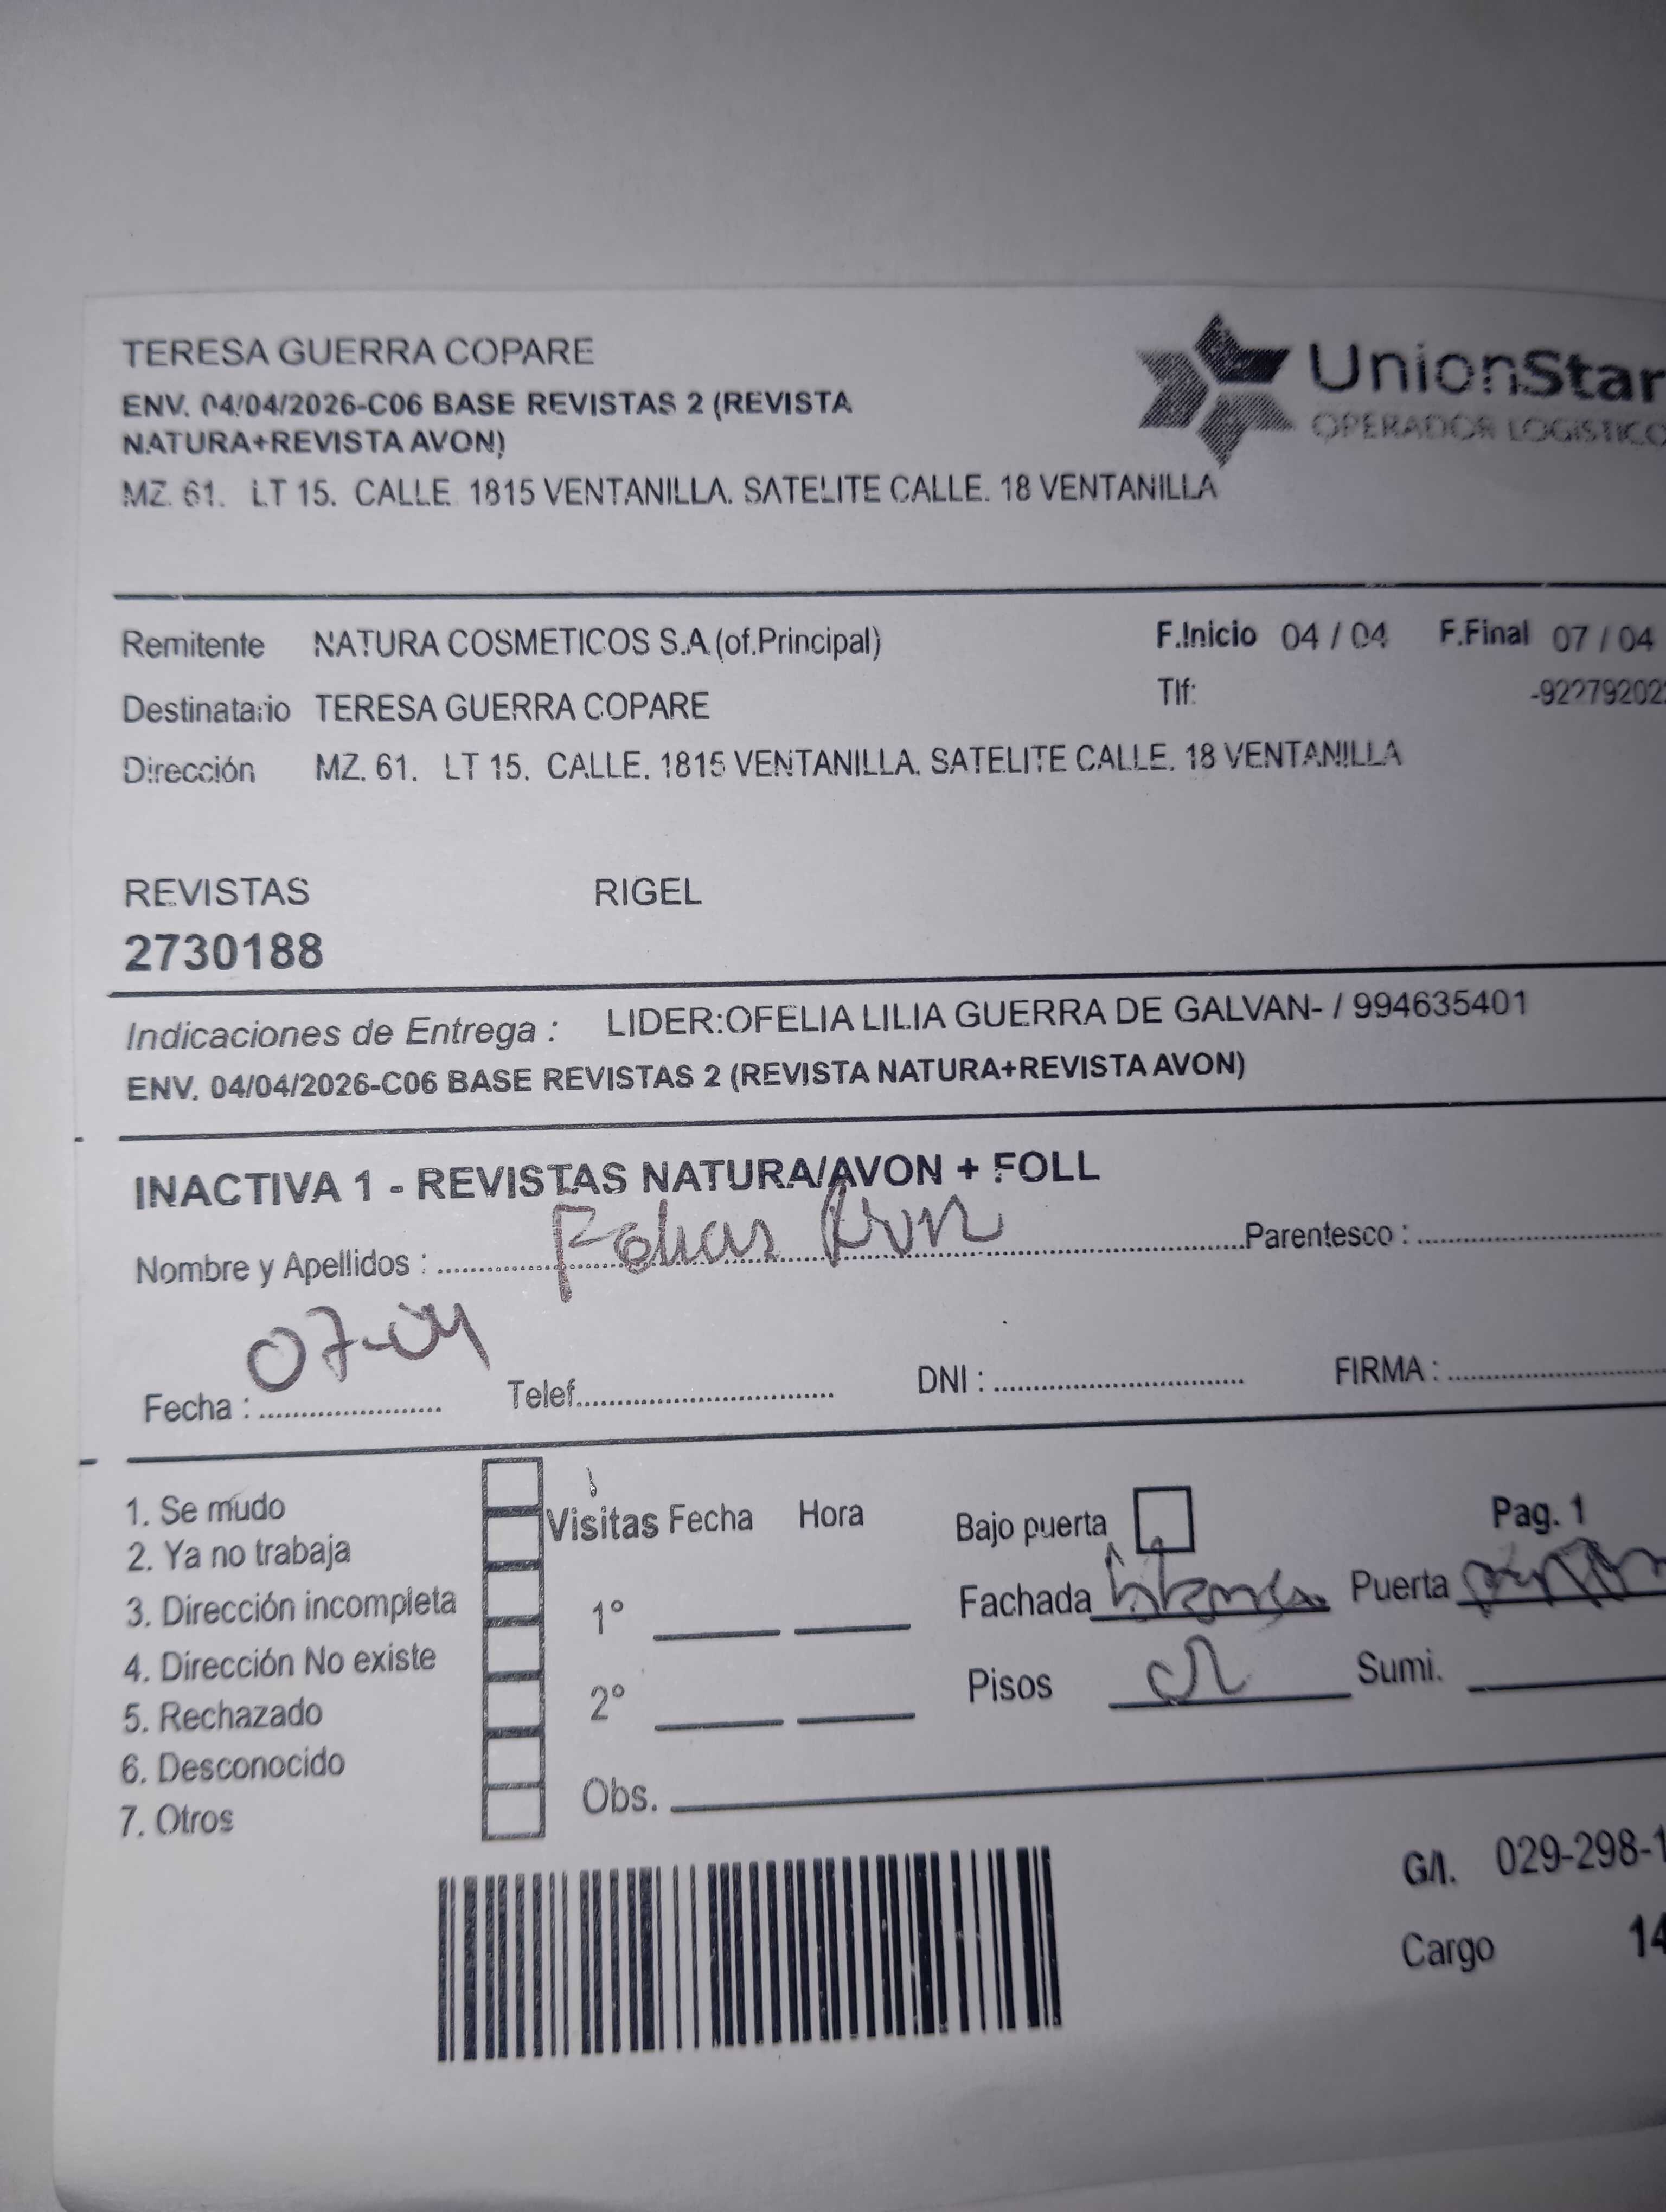 TERESA GUERRA COPARE
ENV. 04/04/2026-C06 BASE REVISTAS 2 (REVISTA
NATURA+REVISTA AVON)
MZ. 61. LT 15. CALLE. 1815 VENTANILLA. SATELITE CALLE. 18 VENTANILLA
UnionStar
OPERADOR LOGISTICO
Remitente NATURA COSMETICOS S.A.(of.Principal) F.Inicio 04 / 04 F.Final 07 / 04
Destinatario TERESA GUERRA COPARE Tlf:
Dirección MZ. 61. LT 15. CALLE. 1815 VENTANILLA. SATELITE CALLE. 18 VENTANILLA
REVISTAS RIGEL
2730188
Indicaciones de Entrega : LIDER:OFELIA LILIA GUERRA DE GALVAN- / 994635401
ENV. 04/04/2026-C06 BASE REVISTAS 2 (REVISTA NATURA+REVISTA AVON)
INACTIVA 1 - REVISTAS NATURA/AVON + FOLL
Nombre y Apellidos : Parentesco :
Fecha : 07-04 Telef. DNI : FIRMA :
1. Se mudo
2. Ya no trabaja
3. Dirección incompleta
4. Dirección No existe
5. Rechazado
6. Desconocido
7. Otros
Visitas Fecha Hora
1°
2°
Obs.
Bajo puerta
Fachada Puerta
Pisos Sumi.
Pag. 1
G/I. 029-298-1
Cargo 14